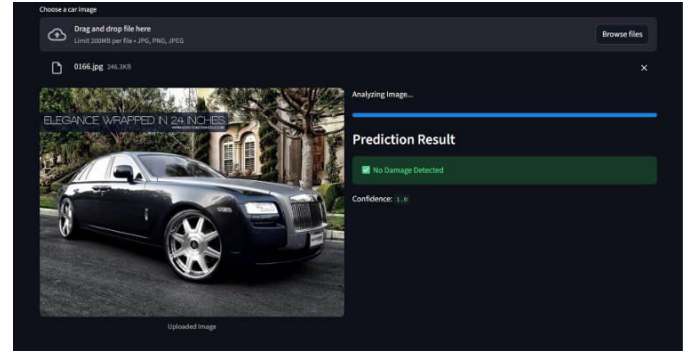 Choose a car image
Drag and drop file here
Limit 200MB per file • JPG, PNG, JPEG
Browse files
0166.jpg 246.3KB
ELEGANCE WRAPPED IN 24 INCHES
Analyzing Image...
Prediction Result
No Damage Detected
Confidence: 1.0
Uploaded Image